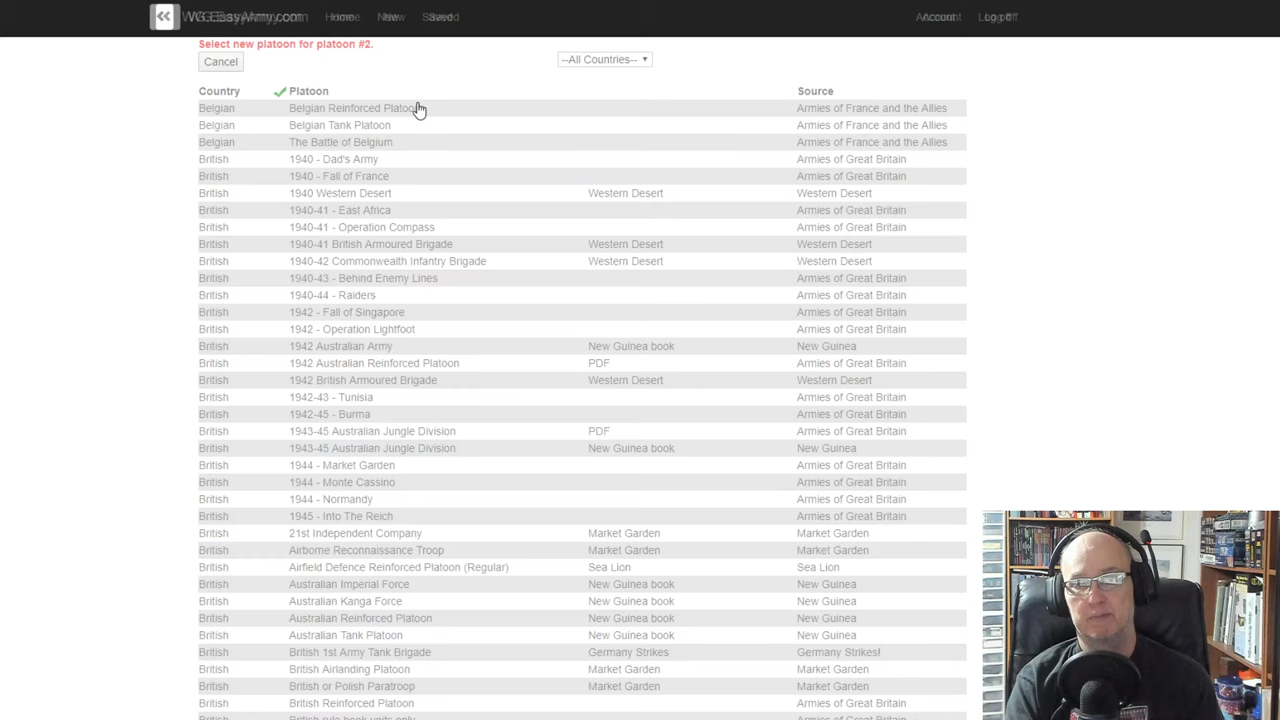 WGEasyArmy.com Home New Saved Account Log off
Select new platoon for platoon #2.
Cancel --All Countries--
Country Platoon Source
Belgian Belgian Reinforced Platoon Armies of France and the Allies
Belgian Belgian Tank Platoon Armies of France and the Allies
Belgian The Battle of Belgium Armies of France and the Allies
British 1940 - Dad's Army Armies of Great Britain
British 1940 - Fall of France Armies of Great Britain
British 1940 Western Desert Western Desert Western Desert
British 1940-41 - East Africa Armies of Great Britain
British 1940-41 - Operation Compass Armies of Great Britain
British 1940-41 British Armoured Brigade Western Desert Western Desert
British 1940-42 Commonwealth Infantry Brigade Western Desert Western Desert
British 1940-43 - Behind Enemy Lines Armies of Great Britain
British 1940-44 - Raiders Armies of Great Britain
British 1942 - Fall of Singapore Armies of Great Britain
British 1942 - Operation Lightfoot Armies of Great Britain
British 1942 Australian Army New Guinea book New Guinea
British 1942 Australian Reinforced Platoon PDF Armies of Great Britain
British 1942 British Armoured Brigade Western Desert Western Desert
British 1942-43 - Tunisia Armies of Great Britain
British 1942-45 - Burma Armies of Great Britain
British 1943-45 Australian Jungle Division PDF Armies of Great Britain
British 1943-45 Australian Jungle Division New Guinea book New Guinea
British 1944 - Market Garden Armies of Great Britain
British 1944 - Monte Cassino Armies of Great Britain
British 1944 - Normandy Armies of Great Britain
British 1945 - Into The Reich Armies of Great Britain
British 21st Independent Company Market Garden Market Garden
British Airborne Reconnaissance Troop Market Garden Market Garden
British Airfield Defence Reinforced Platoon (Regular) Sea Lion Sea Lion
British Australian Imperial Force New Guinea book New Guinea
British Australian Kanga Force New Guinea book New Guinea
British Australian Reinforced Platoon New Guinea book New Guinea
British Australian Tank Platoon New Guinea book New Guinea
British British 1st Army Tank Brigade Germany Strikes Germany Strikes!
British British Airlanding Platoon Market Garden Market Garden
British British or Polish Paratroop Market Garden Market Garden
British British Reinforced Platoon Armies of Great Britain
British British rule book units only Armies of Great Britain